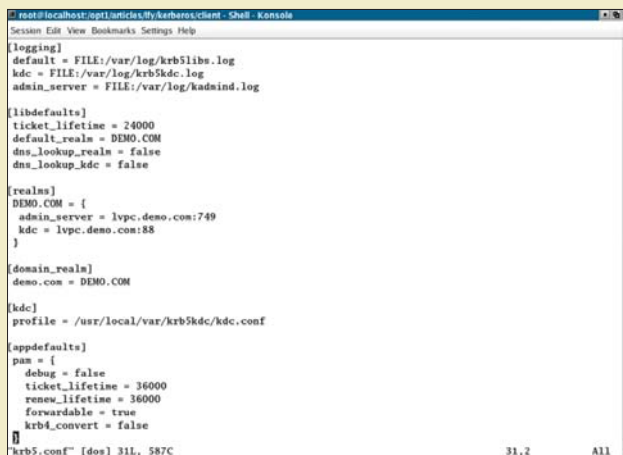 root@localhost:/opt1/articles/lfy/kerberos/client - Shell - Konsole
Session Edit View Bookmarks Settings Help
[logging]
default = FILE:/var/log/krb5libs.log
kdc = FILE:/var/log/krb5kdc.log
admin_server = FILE:/var/log/kadmind.log
[libdefaults]
ticket_lifetime = 24000
default_realm = DEMO.COM
dns_lookup_realm = false
dns_lookup_kdc = false
[realms]
DEMO.COM = {
admin_server = lvpc.demo.com:749
kdc = lvpc.demo.com:88
}
[domain_realm]
demo.com = DEMO.COM
[kdc]
profile = /usr/local/var/krb5kdc/kdc.conf
[appdefaults]
pam = {
debug = false
ticket_lifetime = 36000
renew_lifetime = 36000
forwardable = true
krb4_convert = false
}
"krb5.conf" [dos] 31L, 587C 31,2 All